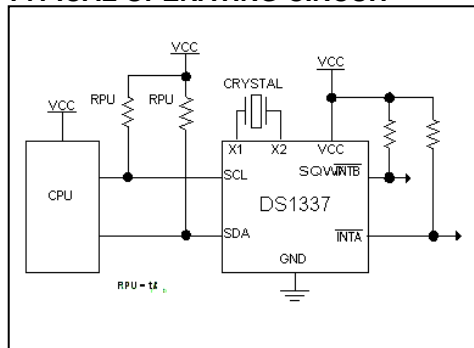 TYPICAL OPERATING CIRCUIT
VCC
VCC
CRYSTAL
VCC
RPU
RPU
X1
X2
VCC
SCL
SQW/INTB
CPU
DS1337
SDA
INTA
GND